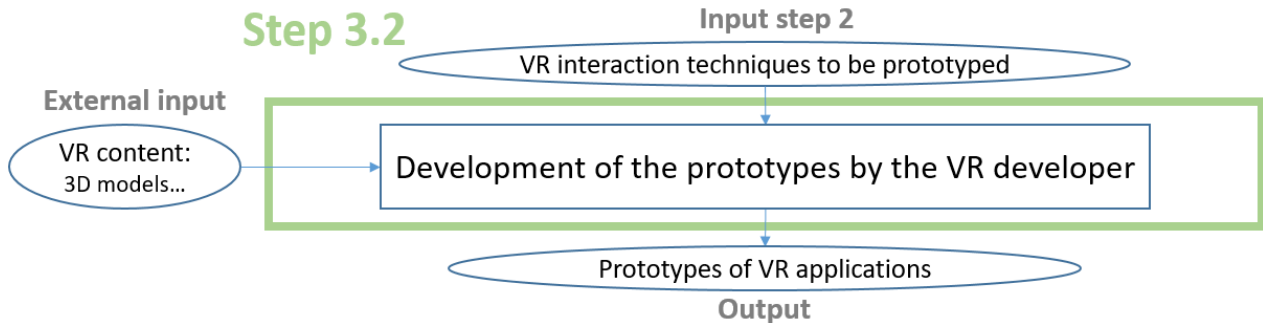 Step 3.2
Input step 2
VR interaction techniques to be prototyped
External input
VR content:
3D models...
Development of the prototypes by the VR developer
Prototypes of VR applications
Output